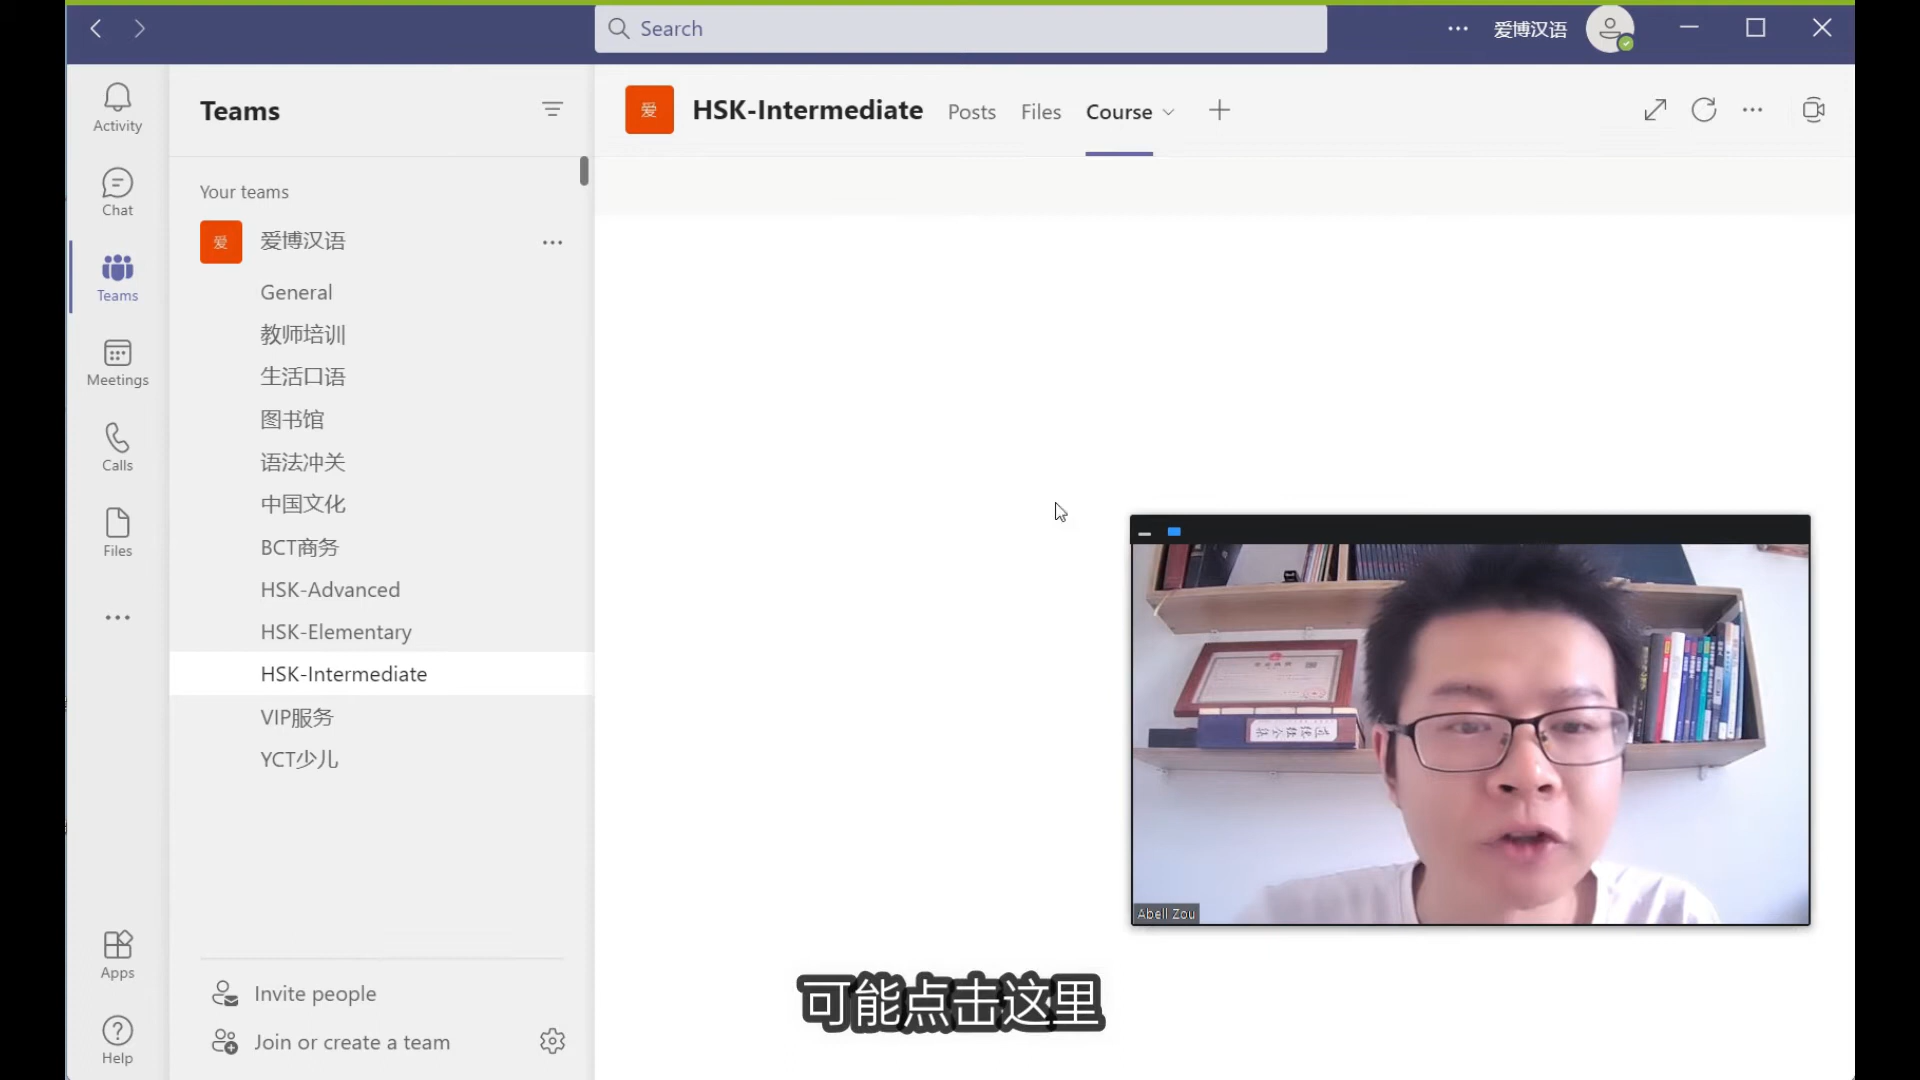 Search
爱博汉语
Activity
Chat
Teams
Meetings
Calls
Files
Apps
Help
Teams
Your teams
爱
爱博汉语
General
教师培训
生活口语
图书馆
语法冲关
中国文化
BCT商务
HSK-Advanced
HSK-Elementary
HSK-Intermediate
VIP服务
YCT少儿
Invite people
Join or create a team
爱
HSK-Intermediate
Posts
Files
Course
Abell Zou
可能点击这里